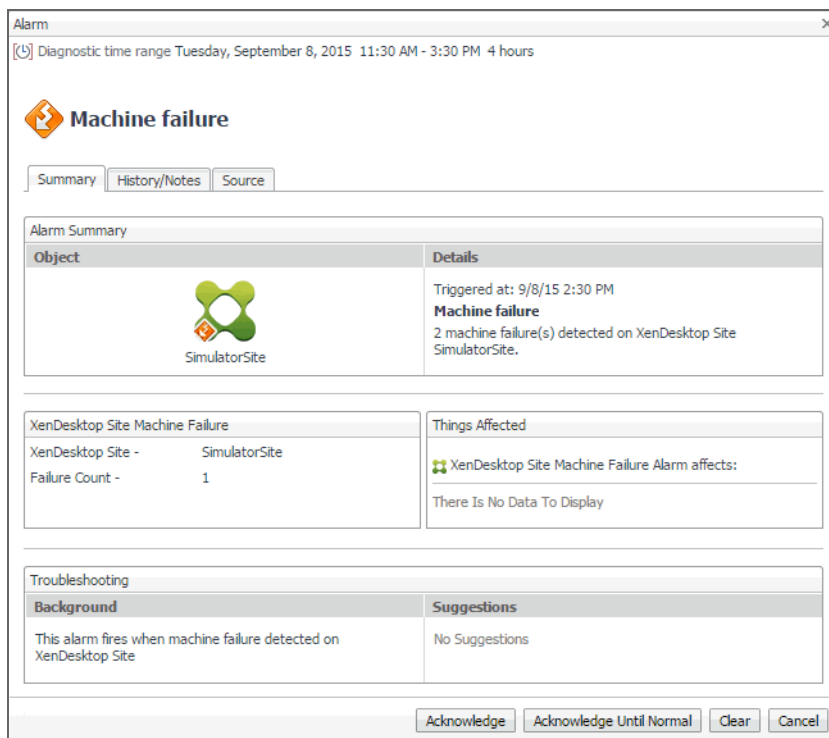 Alarm
Diagnostic time range Tuesday, September 8, 2015 11:30 AM - 3:30 PM 4 hours
Machine failure
Summary History/Notes Source
Alarm Summary
Object Details
Triggered at: 9/8/15 2:30 PM
Machine failure
2 machine failure(s) detected on XenDesktop Site
SimulatorSite.
SimulatorSite
XenDesktop Site Machine Failure
XenDesktop Site - SimulatorSite
Failure Count - 1
Things Affected
XenDesktop Site Machine Failure Alarm affects:
There Is No Data To Display
Troubleshooting
Background Suggestions
This alarm fires when machine failure detected on
XenDesktop Site
No Suggestions
Acknowledge Acknowledge Until Normal Clear Cancel